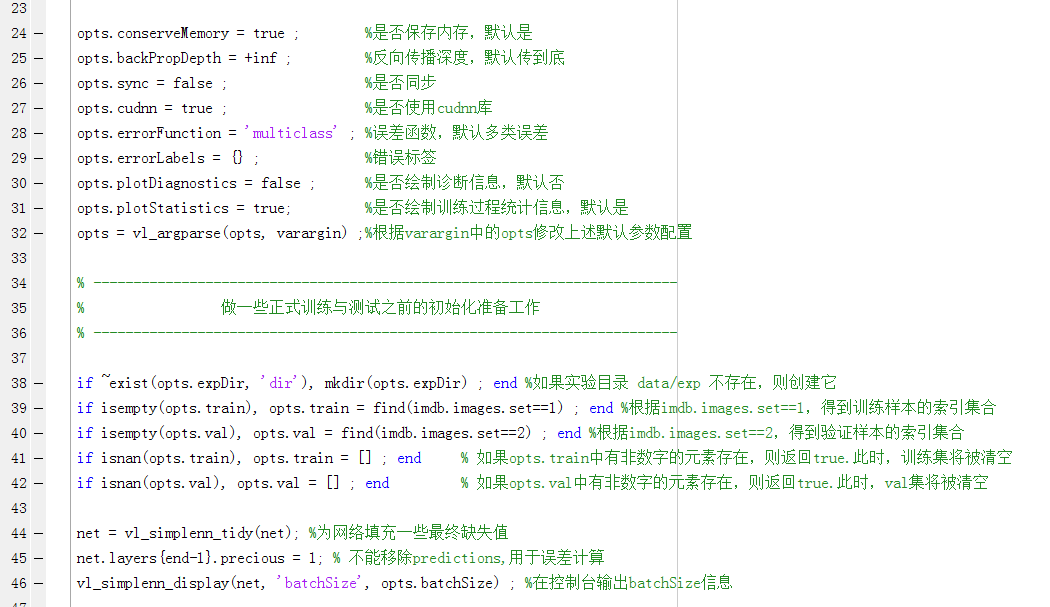 23
24 — opts.conserveMemory = true ; %是否保存内存，默认是
25 — opts.backPropDepth = +inf ; %反向传播深度，默认传到底
26 — opts.sync = false ; %是否同步
27 — opts.cudnn = true ; %是否使用cudnn库
28 — opts.errorFunction = 'multiclass' ; %误差函数，默认多类误差
29 — opts.errorLabels = {} ; %错误标签
30 — opts.plotDiagnostics = false ; %是否绘制诊断信息，默认否
31 — opts.plotStatistics = true; %是否绘制训练过程统计信息，默认是
32 — opts = vl_argparse(opts, varargin) ;%根据varargin中的opts修改上述默认参数配置
33
34 % -------------------------------------------------------------------------
35 % 做一些正式训练与测试之前的初始化准备工作
36 % -------------------------------------------------------------------------
37
38 — if ~exist(opts.expDir, 'dir'), mkdir(opts.expDir) ; end %如果实验目录 data/exp 不存在，则创建它
39 — if isempty(opts.train), opts.train = find(imdb.images.set==1) ; end %根据imdb.images.set==1，得到训练样本的索引集合
40 — if isempty(opts.val), opts.val = find(imdb.images.set==2) ; end %根据imdb.images.set==2，得到验证样本的索引集合
41 — if isnan(opts.train), opts.train = [] ; end % 如果opts.train中有非数字的元素存在，则返回true.此时，训练集将被清空
42 — if isnan(opts.val), opts.val = [] ; end % 如果opts.val中有非数字的元素存在，则返回true.此时，val集将被清空
43
44 — net = vl_simplenn_tidy(net); %为网络填充一些最终缺失值
45 — net.layers{end-1}.precious = 1; % 不能移除predictions,用于误差计算
46 — vl_simplenn_display(net, 'batchSize', opts.batchSize) ; %在控制台输出batchSize信息